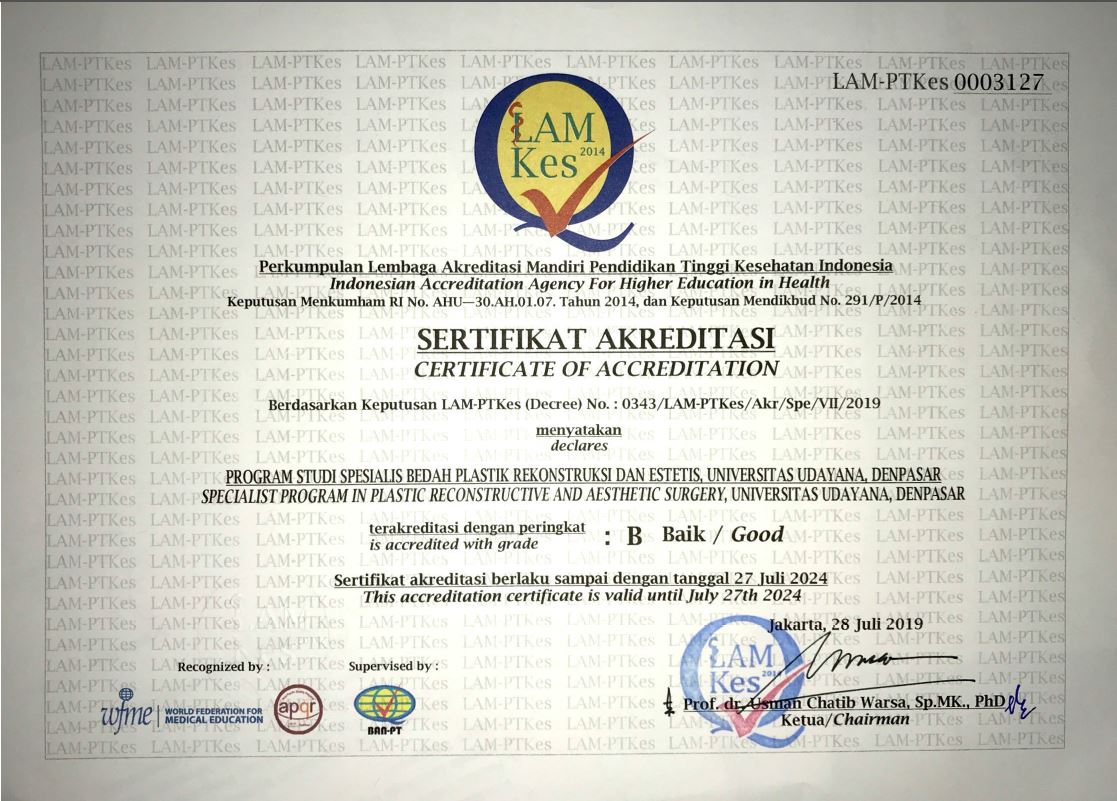 LAM-PTKes 0003127
LAM
Kes 2014
Perkumpulan Lembaga Akreditasi Mandiri Pendidikan Tinggi Kesehatan Indonesia
Indonesian Accreditation Agency For Higher Education in Health
Keputusan Menkumham RI No. AHU—30.AH.01.07. Tahun 2014, dan Keputusan Mendikbud No. 291/P/2014
SERTIFIKAT AKREDITASI
CERTIFICATE OF ACCREDITATION
Berdasarkan Keputusan LAM-PTKes (Decree) No. : 0343/LAM-PTKes/Akr/Spe/VII/2019
menyatakan
declares
PROGRAM STUDI SPESIALIS BEDAH PLASTIK REKONSTRUKSI DAN ESTETIS, UNIVERSITAS UDAYANA, DENPASAR
SPECIALIST PROGRAM IN PLASTIC RECONSTRUCTIVE AND AESTHETIC SURGERY, UNIVERSITAS UDAYANA, DENPASAR
terakreditasi dengan peringkat
is accredited with grade
: B Baik / Good
Sertifikat akreditasi berlaku sampai dengan tanggal 27 Juli 2024
This accreditation certificate is valid until July 27th 2024
Jakarta, 28 Juli 2019
Recognized by :
Supervised by :
LAM
Kes 2014
wfme WORLD FEDERATION FOR
MEDICAL EDUCATION
apqr
BAN-PT
Prof. dr. Usman Chatib Warsa, Sp.MK., PhD
Ketua/Chairman